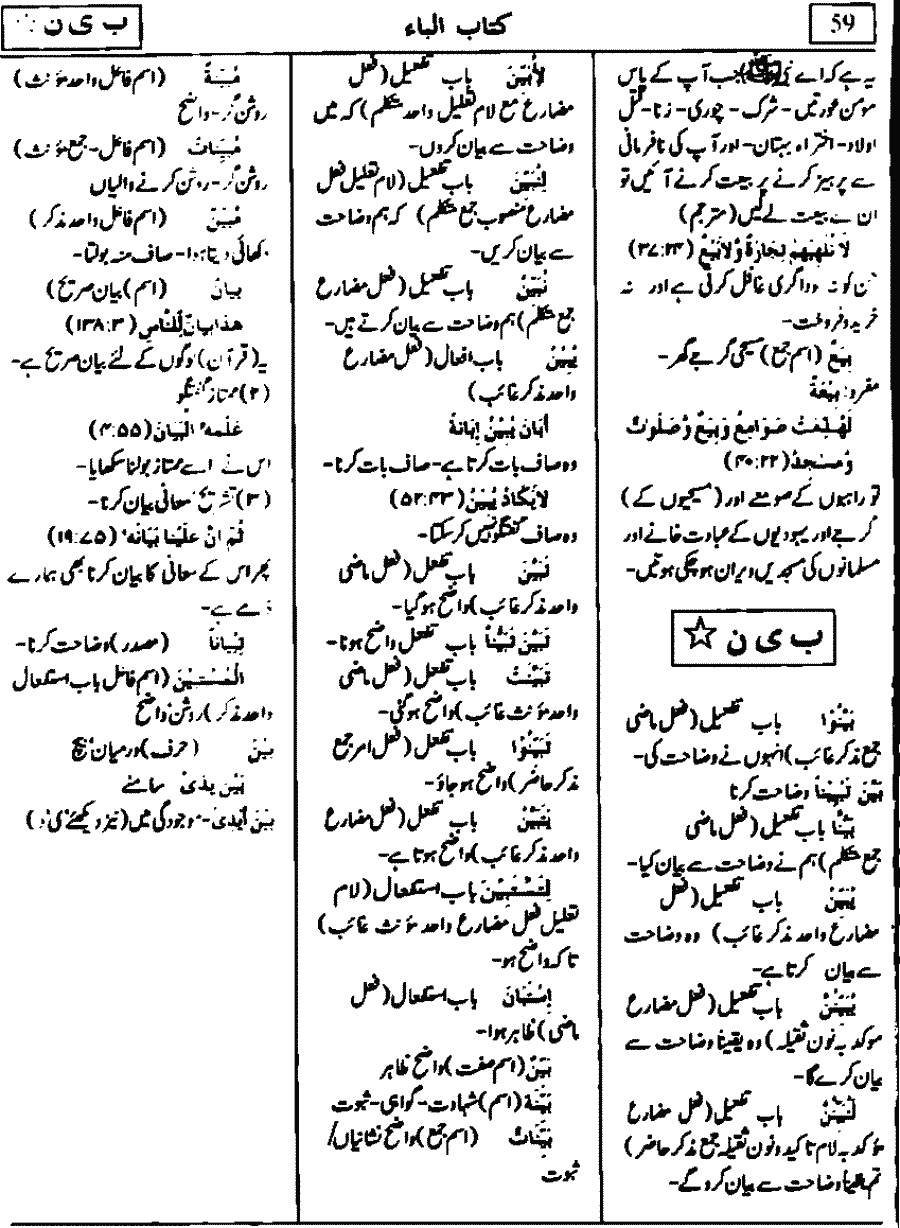 59
کتاب الباء
ب ی ن ☆
یہ ہے کہ اے نبی جب آپ کے پاس
مومن عورتیں - شرک - چوری - زنا - قتل
اولاد - افتراء بہتان - اور آپ کی نافرمانی
سے پرہیز کرنے پر بیعت کرنے آئیں تو
ان سے بیعت لے لیں (مترجم)
لَا تُلْهِيهِمْ تِجَارَةٌ وَّلَا بَيْعٌ (۳۷:۲۴)
جن کو نہ سوداگری غافل کرتی ہے اور نہ
خرید و فروخت -
بِيَعٌ (اسم جمع) مسیحی گرجے گھر -
مفرد: بِيْعَةٌ
لَهُدِّمَتْ صَوَامِعُ وَبِيَعٌ وَّصَلَوٰتٌ
وَّمَسٰجِدُ (۴۰:۲۲)
تو راہبوں کے صومعے اور (مسیحیوں کے)
گرجے اور یہودیوں کے عبادت خانے اور
مسلمانوں کی مسجدیں ویران ہو چکی ہوتیں -
ب ی ن ☆
بَيَّنُوْا باب تفعیل (فعل ماضی
جمع مذکر غائب) انہوں نے وضاحت کی -
بَيَّنَ تَبْيِيْنًا وضاحت کرنا
بَيَّنَّا باب تفعیل (فعل ماضی
جمع متکلم) ہم نے وضاحت سے بیان کیا -
يُبَيِّنُ باب تفعیل (فعل
مضارع واحد مذکر غائب) وہ وضاحت
سے بیان کرتا ہے -
يُبَيِّنَنَّ باب تفعیل (فعل مضارع
موکد بہ نون ثقیلہ) وہ یقیناً وضاحت سے
بیان کرے گا -
لَتُبَيِّنُنَّ باب تفعیل (فعل مضارع
مؤکد بہ لام تاکید و نون ثقیلہ جمع مذکر حاضر)
تم یقیناً وضاحت سے بیان کرو گے -
لِأُبَيِّنَ باب تفعیل (فعل
مضارع مع لام تعلیل واحد متکلم) کہ میں
وضاحت سے بیان کروں -
لِنُبَيِّنَ باب تفعیل (لام تعلیل فعل
مضارع منصوب جمع متکلم) کہ ہم وضاحت
سے بیان کریں -
نُبَيِّنُ باب تفعیل (فعل مضارع
جمع متکلم) ہم وضاحت سے بیان کرتے ہیں -
يُبِيْنُ باب افعال (فعل مضارع
واحد مذکر غائب)
أَبَانَ يُبِيْنُ إِبَانَةً
وہ صاف بات کرتا ہے - صاف بات کرنا -
لَا يَكَادُ يُبِيْنُ (۵۲:۴۳)
وہ صاف گفتگو نہیں کر سکتا -
تَبَيَّنَ باب تفعل (فعل ماضی
واحد مذکر غائب) واضح ہو گیا -
تَبَيَّنَ تَبَيُّنًا باب تفعل واضح ہونا -
تَبَيَّنَتْ باب تفعل (فعل ماضی
واحد مؤنث غائب) واضح ہو گئی -
تَبَيَّنُوْا باب تفعل (فعل امر جمع
مذکر حاضر) واضح ہو جاؤ -
يَتَبَيَّنُ باب تفعل (فعل مضارع
واحد مذکر غائب) واضح ہوتا ہے -
لِتَسْتَبِيْنَ باب استفعال (لام
تعلیل فعل مضارع واحد مؤنث غائب)
تاکہ واضح ہو -
إِسْتَبَانَ باب استفعال (فعل
ماضی) ظاہر ہوا -
بَيِّنٌ (اسم صفت) واضح ظاہر
بَيِّنَة (اسم) شہادت - گواہی - ثبوت
بَيِّنَاتٌ (اسم جمع) واضح نشانیاں /
ثبوت
مُبَيِّنَةٌ (اسم فاعل واحد مؤنث)
روشن گر - واضح
مُبَيِّنَاتٌ (اسم فاعل - جمع مؤنث)
روشن گر - روشن کرنے والیاں
مُبِيْنٌ (اسم فاعل واحد مذکر)
دکھائی دیتا ہوا - صاف منہ بولتا -
بَيَانٌ (اسم) بیان صریح)
هٰذَا بَيَانٌ لِّلنَّاسِ (۱۳۸:۳)
یہ (قرآن) لوگوں کے لئے بیان صریح ہے -
(۲) ممتاز گفتگو
عَلَّمَهُ الْبَيَانَ (۴:۵۵)
اس نے اسے ممتاز بولنا سکھایا -
(۳) تشریح معانی بیان کرنا -
ثُمَّ إِنَّ عَلَيْنَا بَيَانَهٗ (۱۹:۷۵)
پھر اس کے معانی کا بیان کرنا بھی ہمارے
ذمے ہے -
تِبْيَانًا (مصدر) وضاحت کرنا -
الْمُسْتَبِيْنَ (اسم فاعل باب استفعال
واحد مذکر) روشن واضح
بَيْنَ (حرف) درمیان بیچ
بَيْنَ يَدَيْ سامنے
بَيْنَ أَيْدِيْ - موجودگی میں (نیز دیکھئے ی د)